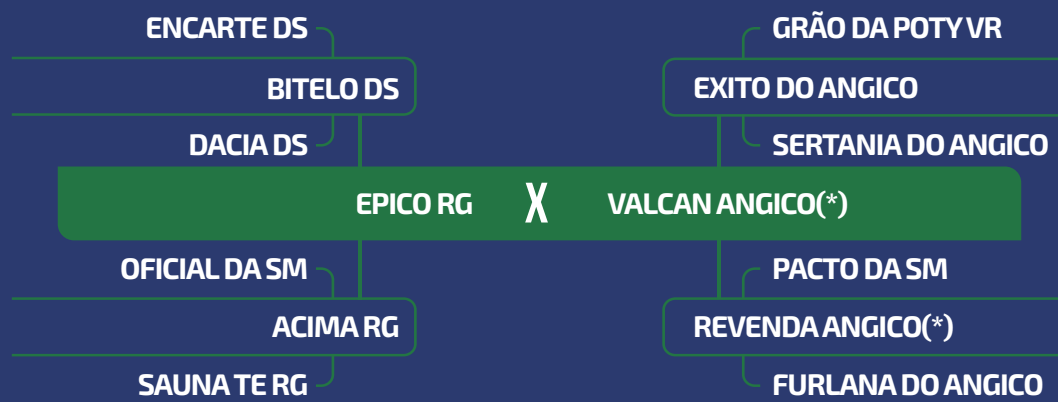 ENCARTE DS GRÃO DA POTY VR
BITELO DS EXITO DO ANGICO
DACIA DS SERTANIA DO ANGICO
EPICO RG X VALCAN ANGICO(*)
OFICIAL DA SM PACTO DA SM
ACIMA RG REVENDA ANGICO(*)
SAUNA TE RG FURLANA DO ANGICO